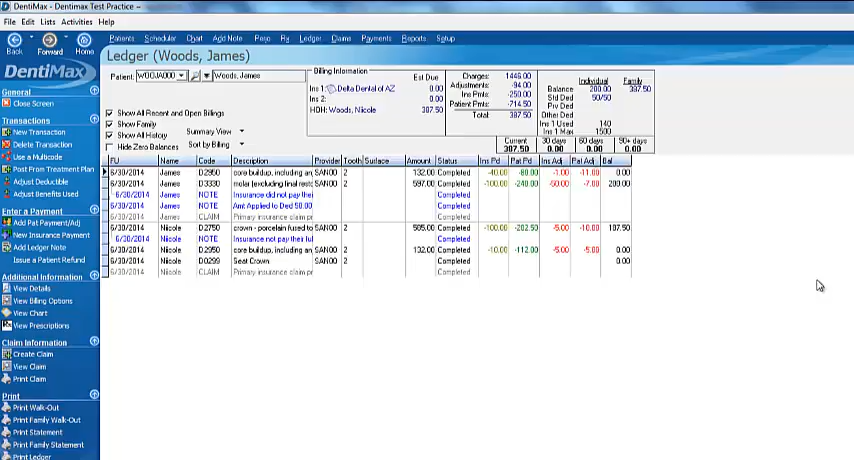 DentiMax - Dentimax Test Practice --
File Edit Lists Activities Help
Back Forward Home
Patients Scheduler Chart Add Note Perio Rx Ledger Claims Payments Reports Setup
Ledger (Woods, James)
DentiMax
Patient: WOOJA000 Woods, James
Show All Recent and Open Billings
Show Family
Show All History
Hide Zero Balances
Summary View
Sort by Billing
Billing Information
Est Due
Ins 1: Delta Dental of AZ 0.00
Ins 2: 0.00
HOH: Woods, Nicole 387.50
Charges: 1446.00
Adjustments: -94.00
Ins Pmts: -250.00
Patient Pmts: -714.50
Total: 387.50
Individual Family
Balance 200.00 387.50
Std Ded 50/50
Prv Ded
Other Ded
Ins 1 Used 140
Ins 1 Max 1500
Current 30 days 60 days 90+ days
387.50 0.00 0.00 0.00
FU Name Code Description Provider Tooth Surface Amount Status Ins Pd Pat Pd Ins Adj Pat Adj Bal
6/30/2014 James D2950 core buildup, including an SAN00 2 132.00 Completed -40.00 -80.00 -1.00 -11.00 0.00
6/30/2014 James D3330 molar (excluding final rest SAN00 2 597.00 Completed -100.00 -240.00 -50.00 -7.00 200.00
6/30/2014 James NOTE Insurance did not pay thei Completed
6/30/2014 James NOTE Amt Applied to Ded 50.00 Completed
6/30/2014 James CLAIM Primary insurance claim pr Completed
6/30/2014 Nicole D2750 crown - porcelain fused to SAN00 2 585.00 Completed -100.00 -282.50 -5.00 -10.00 187.50
6/30/2014 Nicole NOTE Insurance not pay their ful Completed
6/30/2014 Nicole D2950 core buildup, including an SAN00 2 132.00 Completed -10.00 -112.00 -5.00 -5.00 0.00
6/30/2014 Nicole D0299 Seat Crown SAN00 2 Completed 0.00
6/30/2014 Nicole CLAIM Primary insurance claim pr Completed
General
Close Screen
Transactions
New Transaction
Delete Transaction
Use a Multicode
Post From Treatment Plan
Adjust Deductible
Adjust Benefits Used
Enter a Payment
Add Pat Payment/Adj
New Insurance Payment
Add Ledger Note
Issue a Patient Refund
Additional Information
View Details
View Billing Options
View Chart
View Prescriptions
Claim Information
Create Claim
View Claim
Print Claim
Print
Print Walk-Out
Print Family Walk-Out
Print Statement
Print Family Statement
Print Ledger